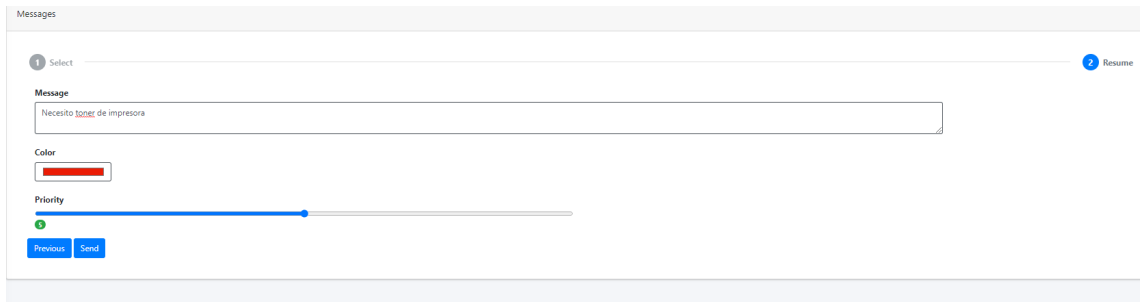 Messages
1 Select
2 Resume
Message
Necesito toner de impresora
Color
Priority
5
Previous Send